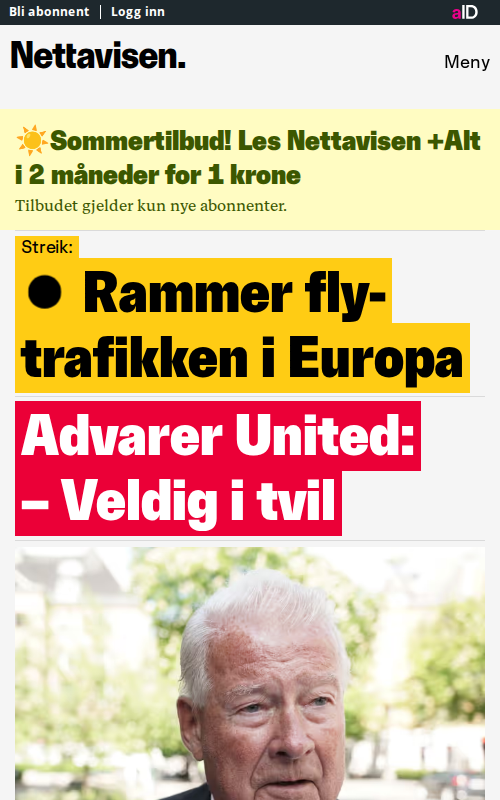 Bli abonnent | Logg inn
aID
Nettavisen.
Meny
☀️Sommertilbud! Les Nettavisen +Alt
i 2 måneder for 1 krone
Tilbudet gjelder kun nye abonnenter.
Streik:
● Rammer fly-
trafikken i Europa
Advarer United:
– Veldig i tvil